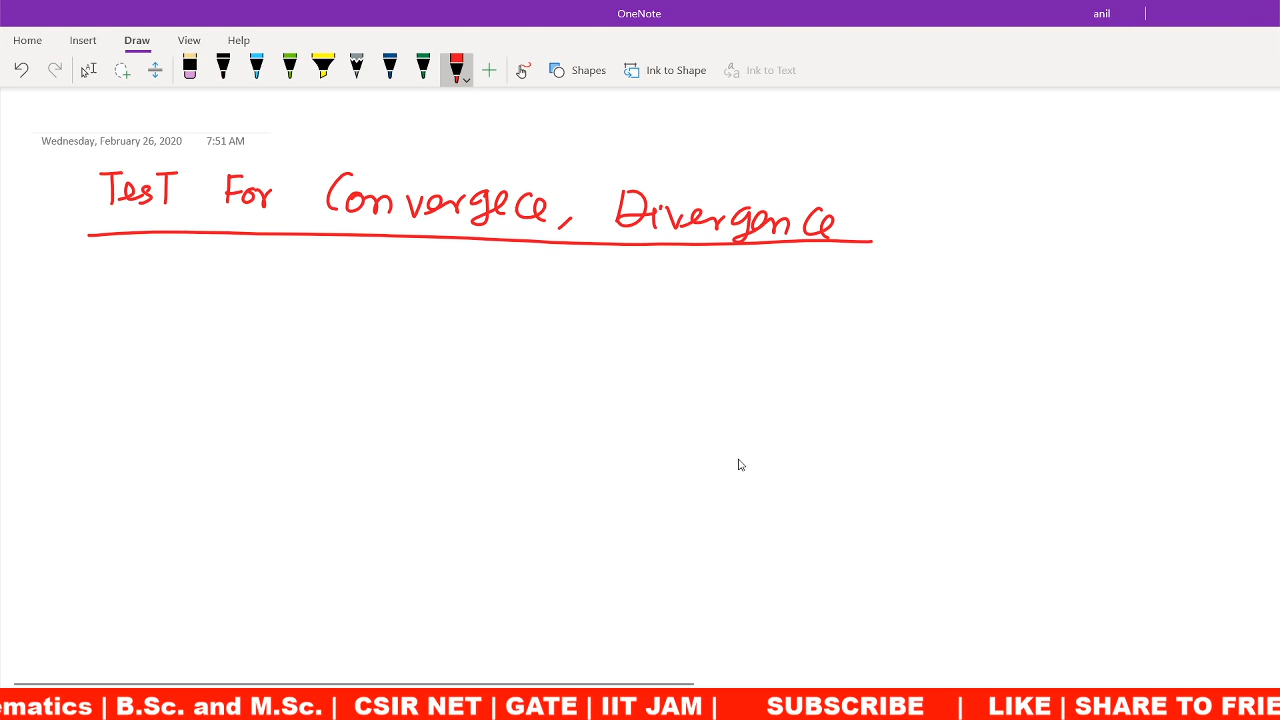 OneNote
anil
Home Insert Draw View Help
Shapes Ink to Shape Ink to Text
Wednesday, February 26, 2020 7:51 AM
TesT For Convergece, Divergence
ematics | B.Sc. and M.Sc. | CSIR NET | GATE | IIT JAM | SUBSCRIBE | LIKE | SHARE TO FRIE